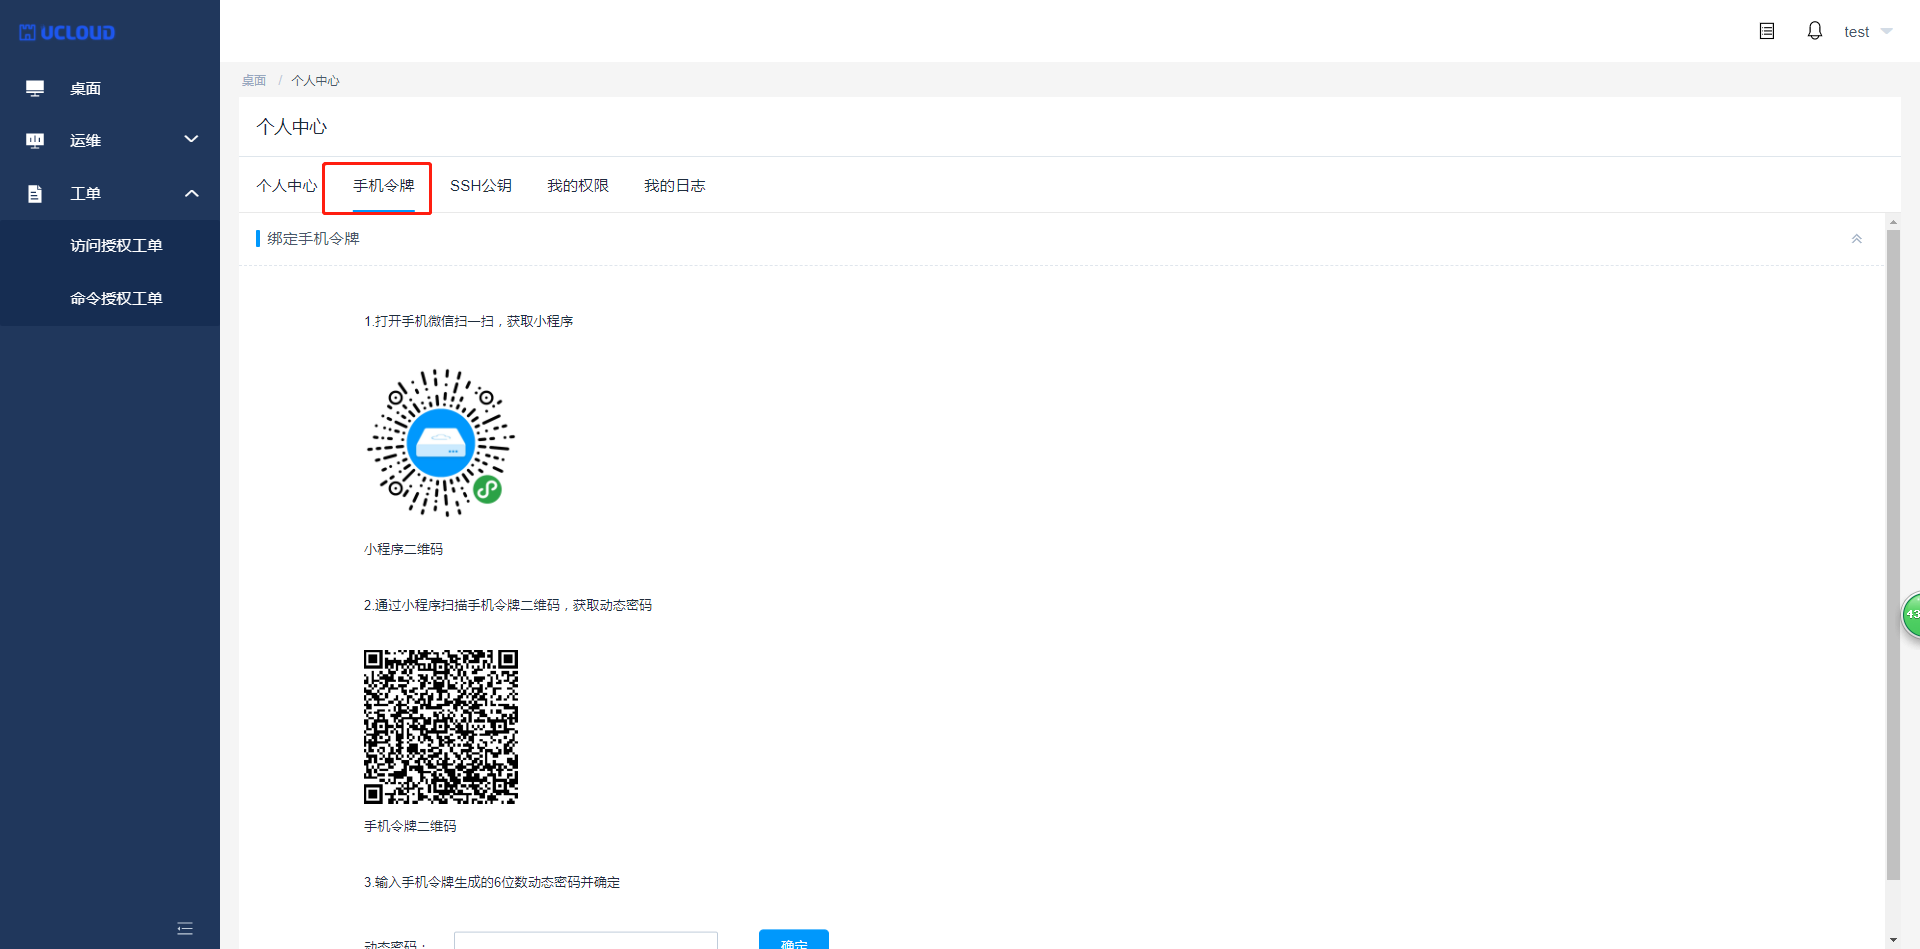 UCLOUD
test
桌面
运维
工单
访问授权工单
命令授权工单
桌面 / 个人中心
个人中心
个人中心 手机令牌 SSH公钥 我的权限 我的日志
绑定手机令牌
1.打开手机微信扫一扫，获取小程序
小程序二维码
2.通过小程序扫描手机令牌二维码，获取动态密码
43
手机令牌二维码
3.输入手机令牌生成的6位数动态密码并确定
动态密码： 确定